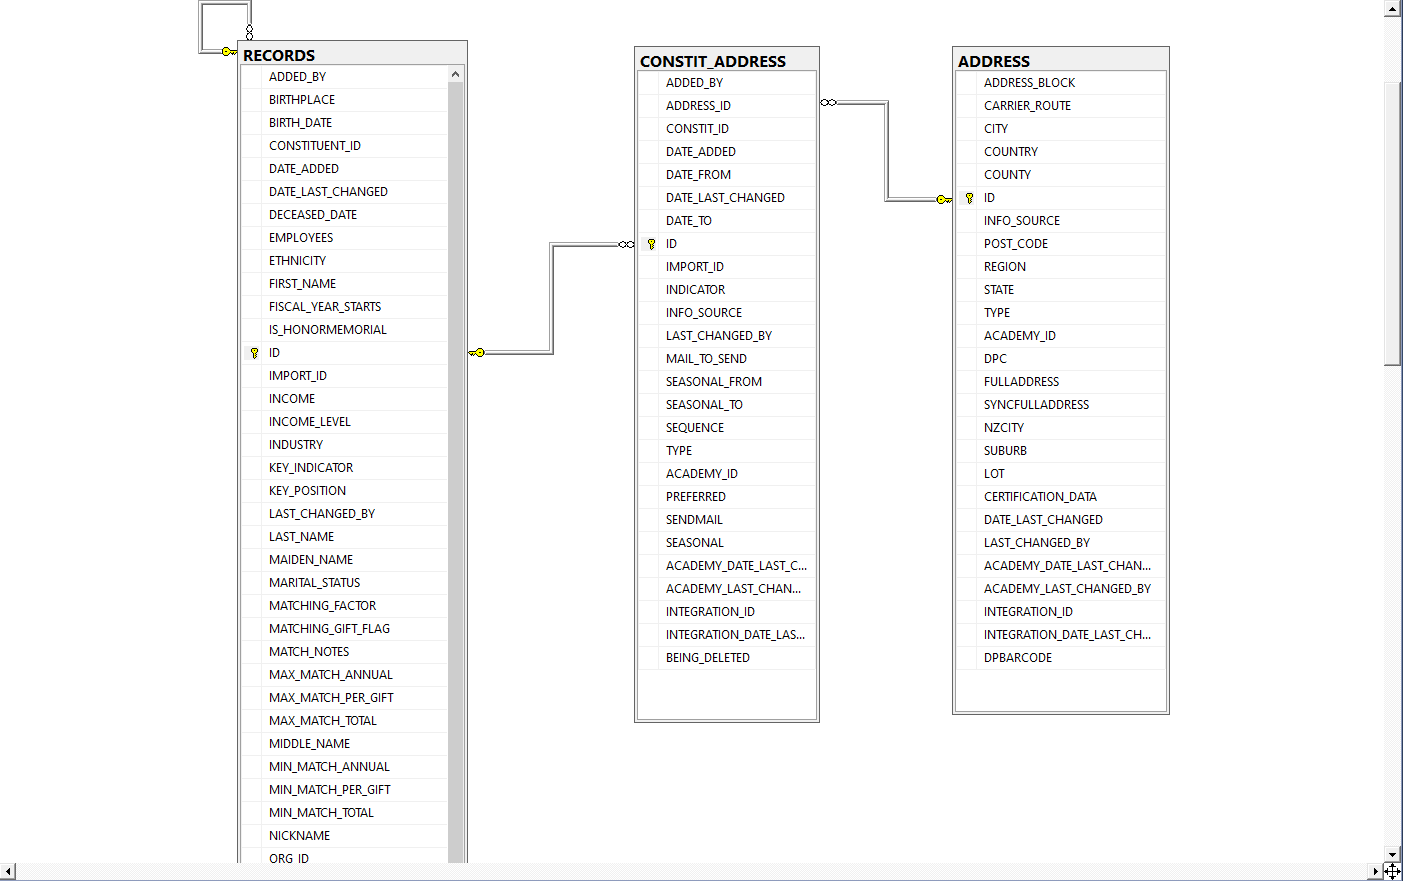 RECORDS
ADDED_BY
BIRTHPLACE
BIRTH_DATE
CONSTITUENT_ID
DATE_ADDED
DATE_LAST_CHANGED
DECEASED_DATE
EMPLOYEES
ETHNICITY
FIRST_NAME
FISCAL_YEAR_STARTS
IS_HONORMEMORIAL
ID
IMPORT_ID
INCOME
INCOME_LEVEL
INDUSTRY
KEY_INDICATOR
KEY_POSITION
LAST_CHANGED_BY
LAST_NAME
MAIDEN_NAME
MARITAL_STATUS
MATCHING_FACTOR
MATCHING_GIFT_FLAG
MATCH_NOTES
MAX_MATCH_ANNUAL
MAX_MATCH_PER_GIFT
MAX_MATCH_TOTAL
MIDDLE_NAME
MIN_MATCH_ANNUAL
MIN_MATCH_PER_GIFT
MIN_MATCH_TOTAL
NICKNAME
ORG_ID
CONSTIT_ADDRESS
ADDED_BY
ADDRESS_ID
CONSTIT_ID
DATE_ADDED
DATE_FROM
DATE_LAST_CHANGED
DATE_TO
ID
IMPORT_ID
INDICATOR
INFO_SOURCE
LAST_CHANGED_BY
MAIL_TO_SEND
SEASONAL_FROM
SEASONAL_TO
SEQUENCE
TYPE
ACADEMY_ID
PREFERRED
SENDMAIL
SEASONAL
ACADEMY_DATE_LAST_C...
ACADEMY_LAST_CHAN...
INTEGRATION_ID
INTEGRATION_DATE_LAS...
BEING_DELETED
ADDRESS
ADDRESS_BLOCK
CARRIER_ROUTE
CITY
COUNTRY
COUNTY
ID
INFO_SOURCE
POST_CODE
REGION
STATE
TYPE
ACADEMY_ID
DPC
FULLADDRESS
SYNCFULLADDRESS
NZCITY
SUBURB
LOT
CERTIFICATION_DATA
DATE_LAST_CHANGED
LAST_CHANGED_BY
ACADEMY_DATE_LAST_CHAN...
ACADEMY_LAST_CHANGED_BY
INTEGRATION_ID
INTEGRATION_DATE_LAST_CH...
DPBARCODE